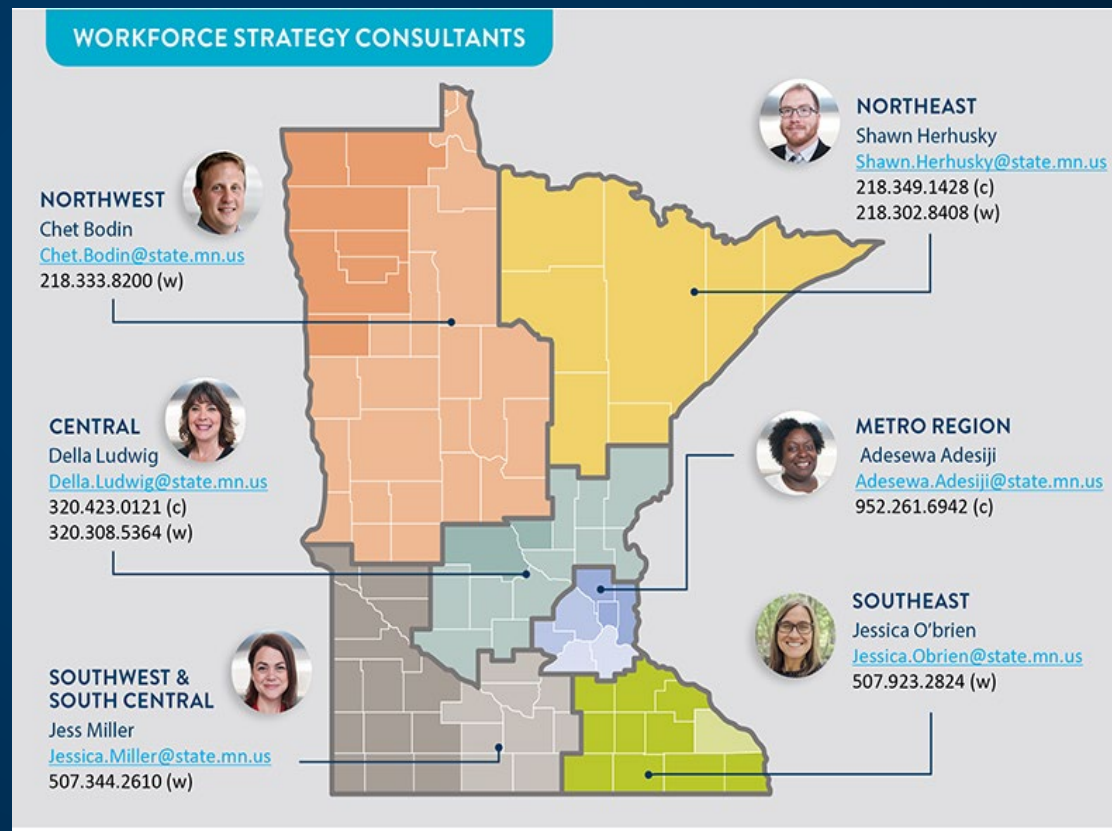 WORKFORCE STRATEGY CONSULTANTS
NORTHWEST
Chet Bodin
Chet.Bodin@state.mn.us
218.333.8200 (w)
CENTRAL
Della Ludwig
Della.Ludwig@state.mn.us
320.423.0121 (c)
320.308.5364 (w)
SOUTHWEST &
SOUTH CENTRAL
Jess Miller
Jessica.Miller@state.mn.us
507.344.2610 (w)
NORTHEAST
Shawn Herhusky
Shawn.Herhusky@state.mn.us
218.349.1428 (c)
218.302.8408 (w)
METRO REGION
Adesewa Adesiji
Adesewa.Adesiji@state.mn.us
952.261.6942 (c)
SOUTHEAST
Jessica O'brien
Jessica.Obrien@state.mn.us
507.923.2824 (w)